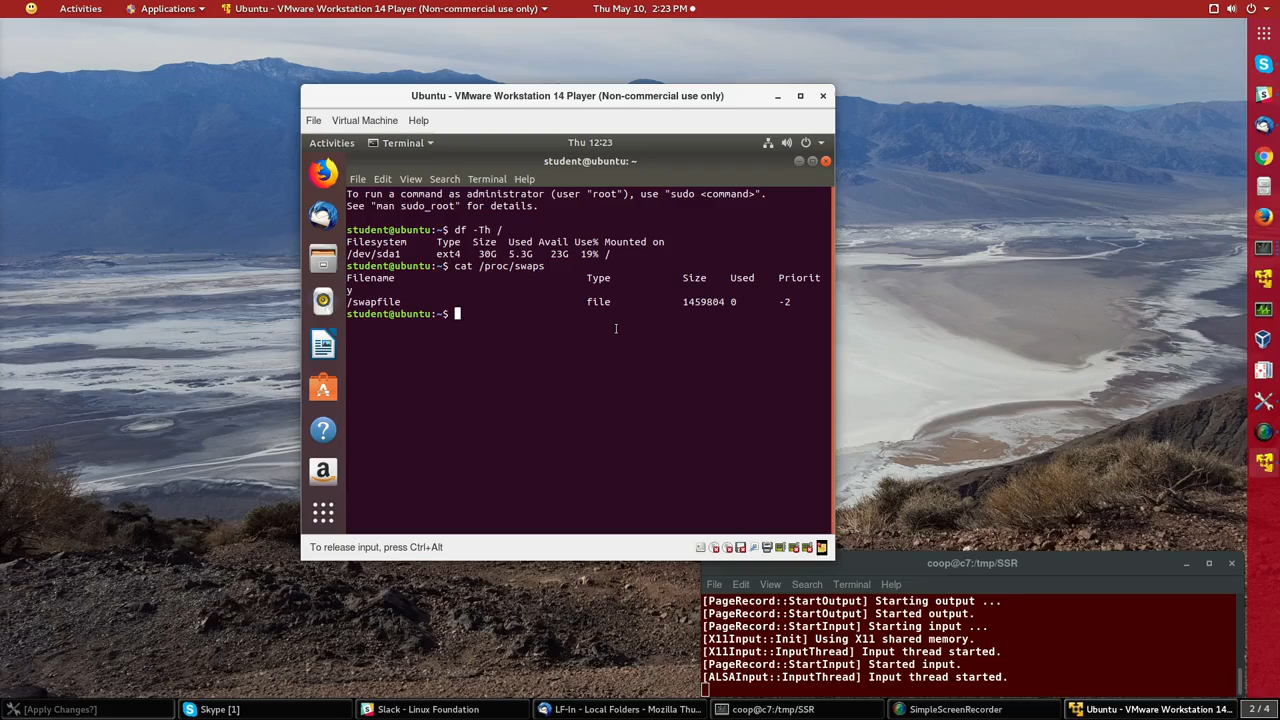 Activities Applications Ubuntu - VMware Workstation 14 Player (Non-commercial use only) Thu May 10, 2:23 PM
Ubuntu - VMware Workstation 14 Player (Non-commercial use only)
File Virtual Machine Help
Activities Terminal Thu 12:23
student@ubuntu: ~
File Edit View Search Terminal Help
To run a command as administrator (user "root"), use "sudo <command>".
See "man sudo_root" for details.
student@ubuntu:~$ df -Th /
Filesystem Type Size Used Avail Use% Mounted on
/dev/sda1 ext4 30G 5.3G 23G 19% /
student@ubuntu:~$ cat /proc/swaps
Filename Type Size Used Priorit
y
/swapfile file 1459804 0 -2
student@ubuntu:~$
To release input, press Ctrl+Alt
coop@c7:/tmp/SSR
File Edit View Search Terminal Help
[PageRecord::StartOutput] Starting output ...
[PageRecord::StartOutput] Started output.
[PageRecord::StartInput] Starting input ...
[X11Input::Init] Using X11 shared memory.
[X11Input::InputThread] Input thread started.
[PageRecord::StartInput] Started input.
[ALSAInput::InputThread] Input thread started.
[Apply Changes?] Skype [1] Slack - Linux Foundation LF-In - Local Folders - Mozilla Thu... coop@c7:/tmp/SSR SimpleScreenRecorder Ubuntu - VMware Workstation 14... 2 / 4